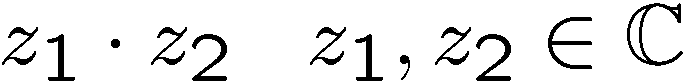 z₁ · z₂   z₁, z₂ ∈ ℂ